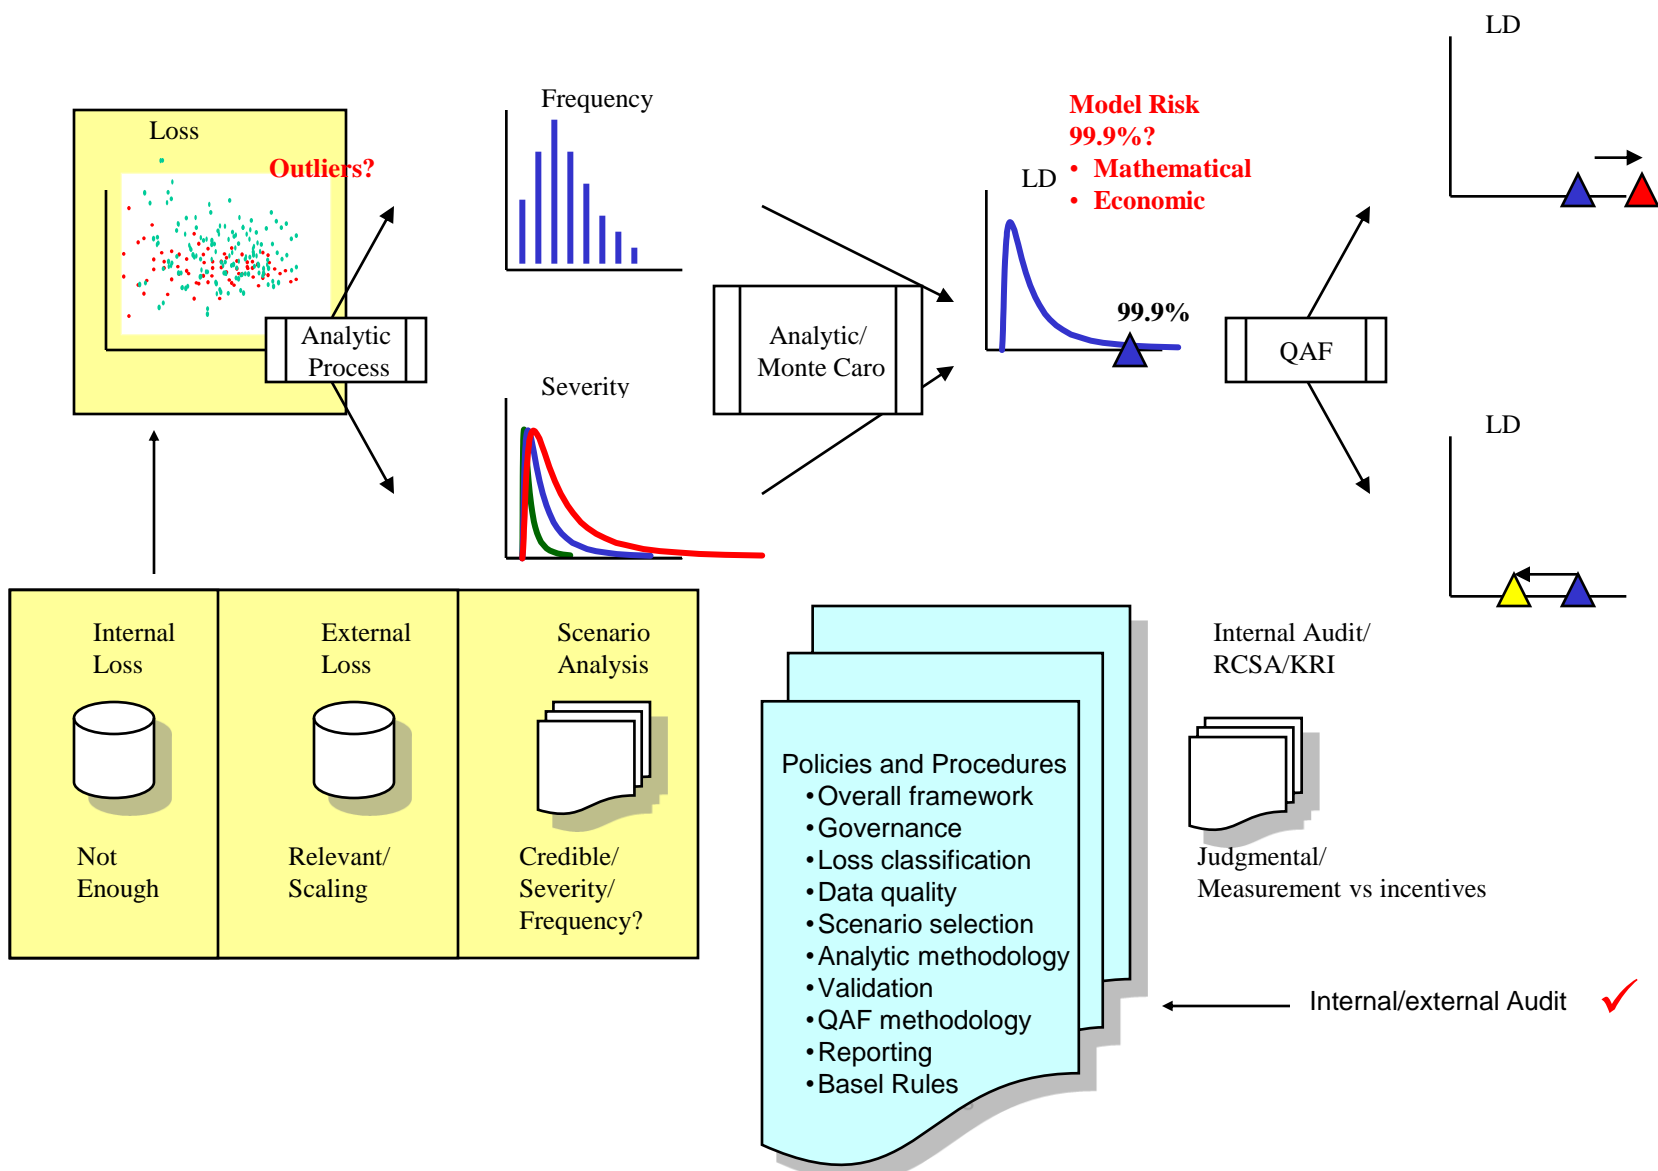 LD
Frequency
Model Risk
99.9%?
• Mathematical
• Economic
Loss
Outliers?
LD
99.9%
Analytic
Process
Analytic/
Monte Caro
QAF
Severity
LD
Internal
Loss
External
Loss
Scenario
Analysis
Internal Audit/
RCSA/KRI
Not
Enough
Relevant/
Scaling
Credible/
Severity/
Frequency?
Policies and Procedures
•Overall framework
•Governance
•Loss classification
•Data quality
•Scenario selection
•Analytic methodology
•Validation
•QAF methodology
•Reporting
•Basel Rules
Judgmental/
Measurement vs incentives
Internal/external Audit